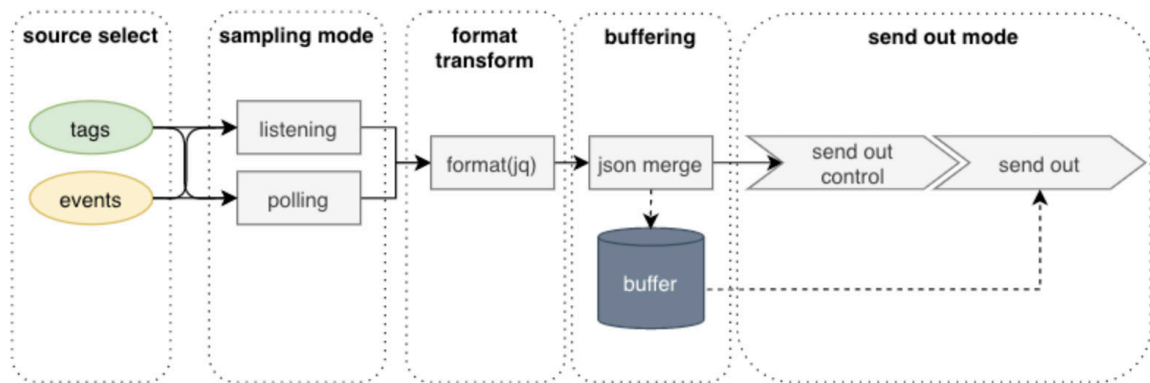 source select
sampling mode
format
transform
buffering
send out mode
tags
events
listening
polling
format(jq)
json merge
buffer
send out
control
send out